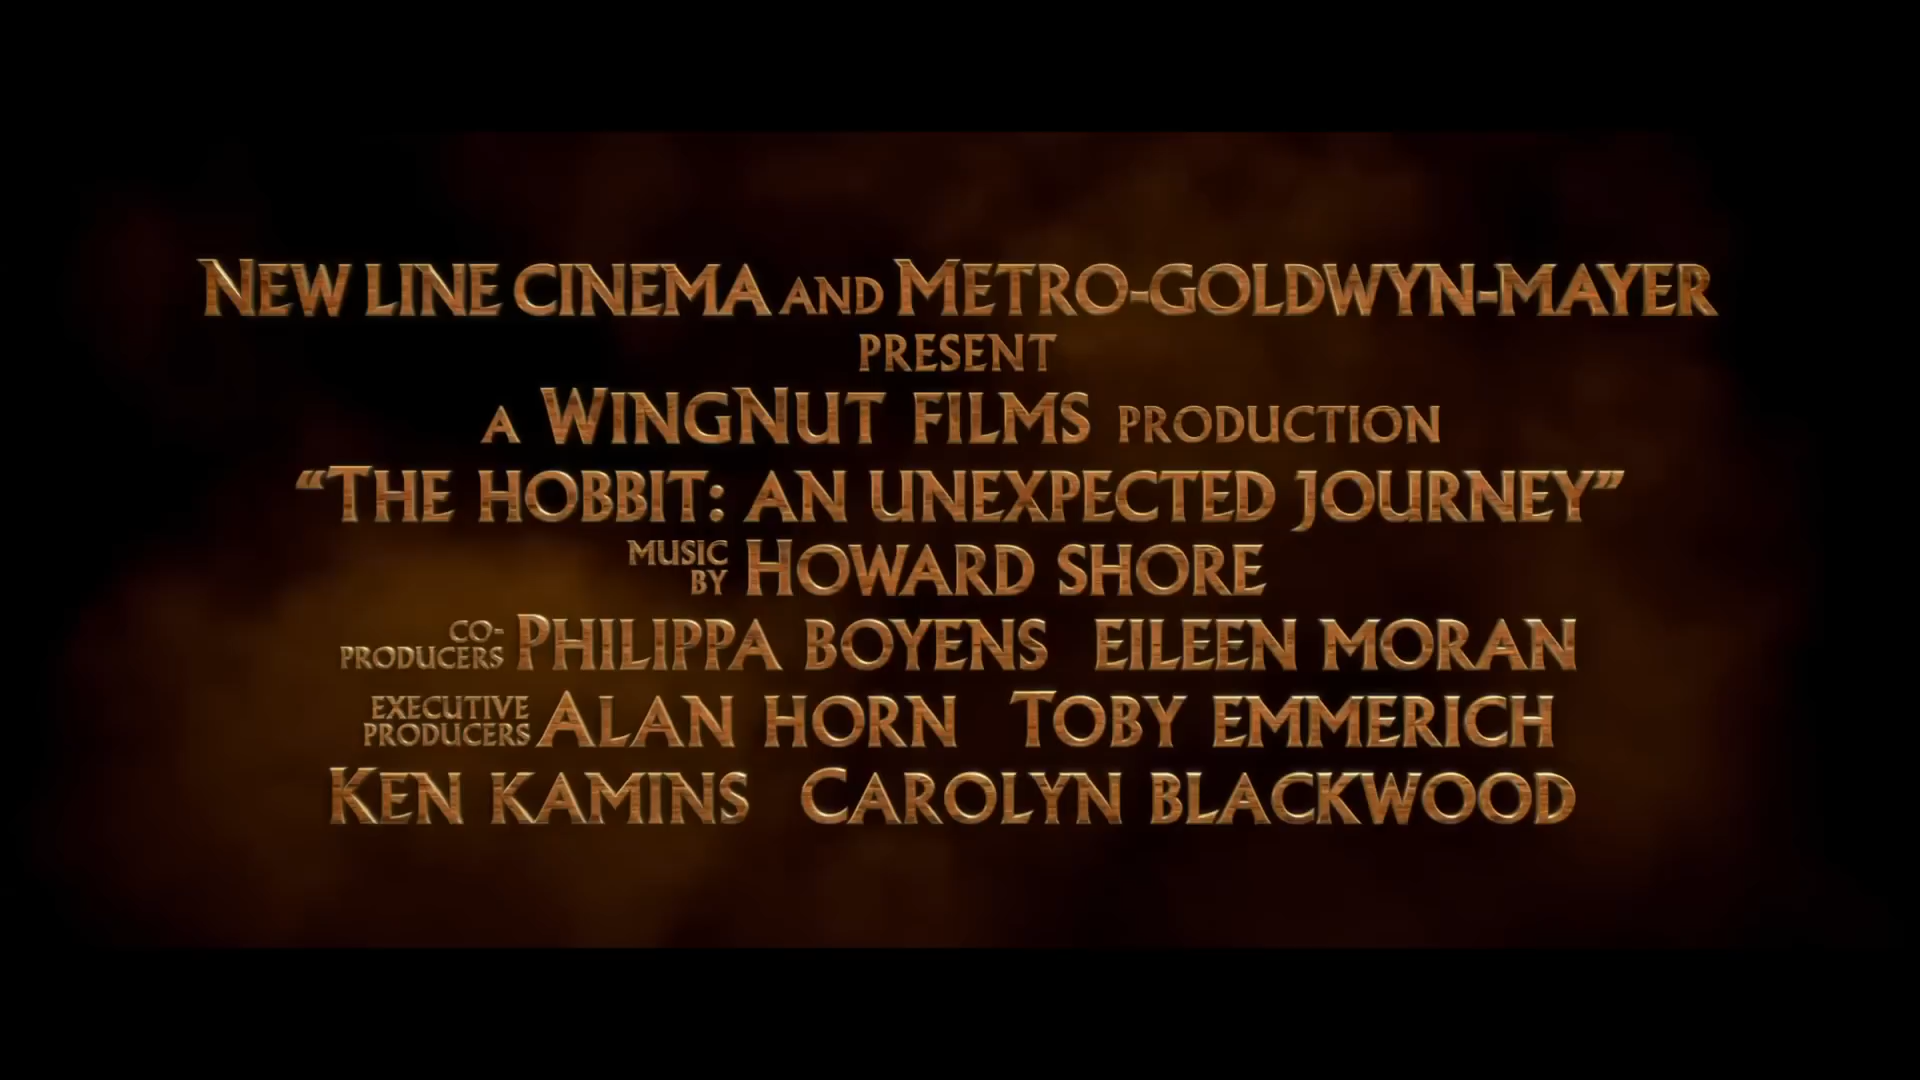 NEW LINE CINEMA AND METRO-GOLDWYN-MAYER
PRESENT
A WINGNUT FILMS PRODUCTION
“THE HOBBIT: AN UNEXPECTED JOURNEY”
MUSIC BY HOWARD SHORE
CO-PRODUCERS PHILIPPA BOYENS EILEEN MORAN
EXECUTIVE PRODUCERS ALAN HORN TOBY EMMERICH
KEN KAMINS CAROLYN BLACKWOOD